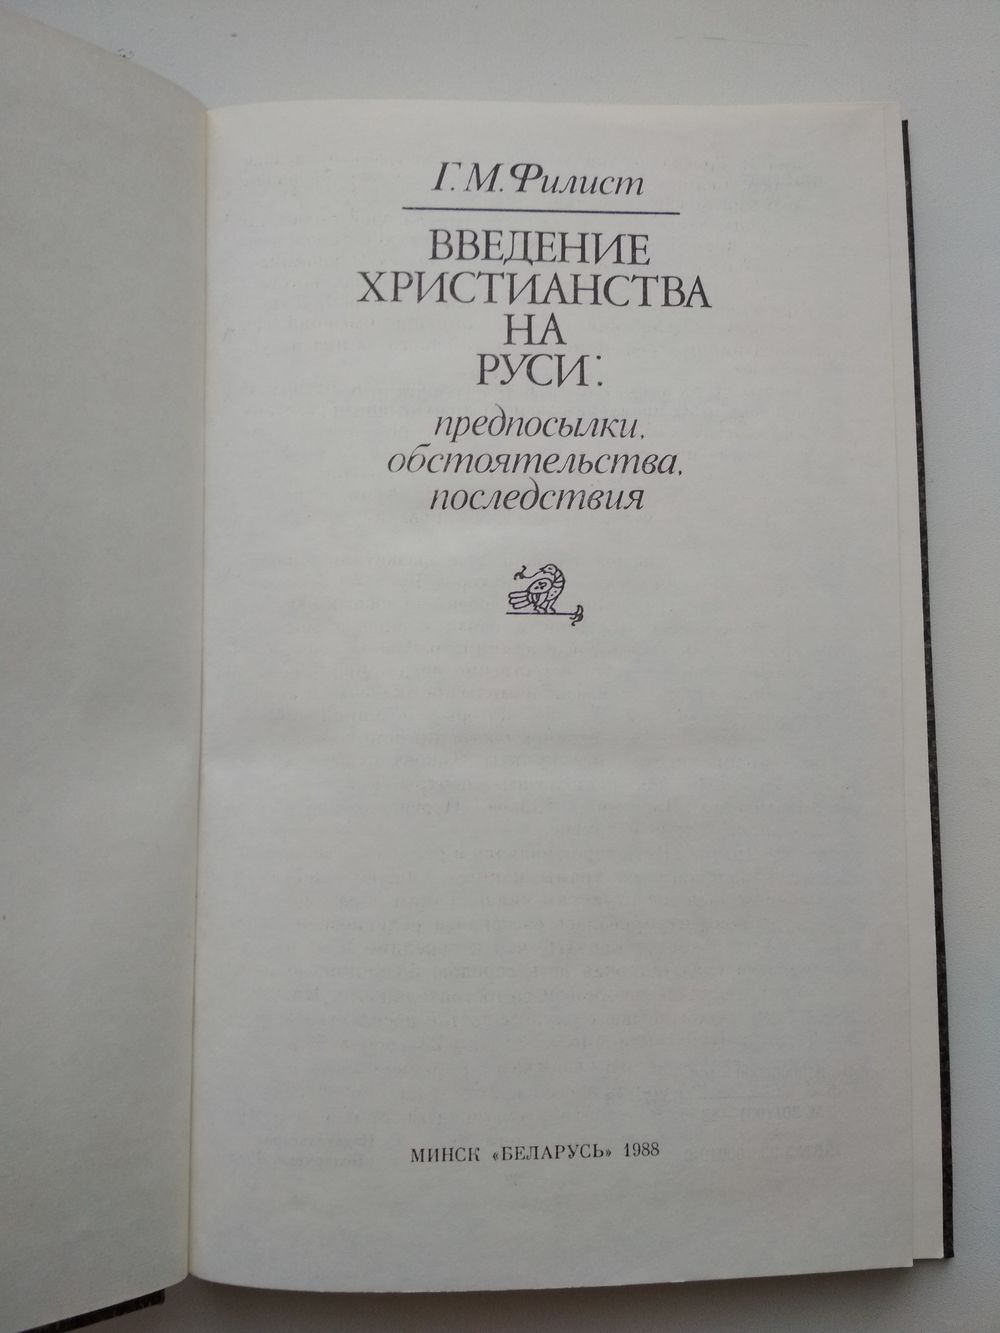 Г. М. Филист
ВВЕДЕНИЕ
ХРИСТИАНСТВА
НА
РУСИ:
предпосылки,
обстоятельства,
последствия
МИНСК «БЕЛАРУСЬ» 1988